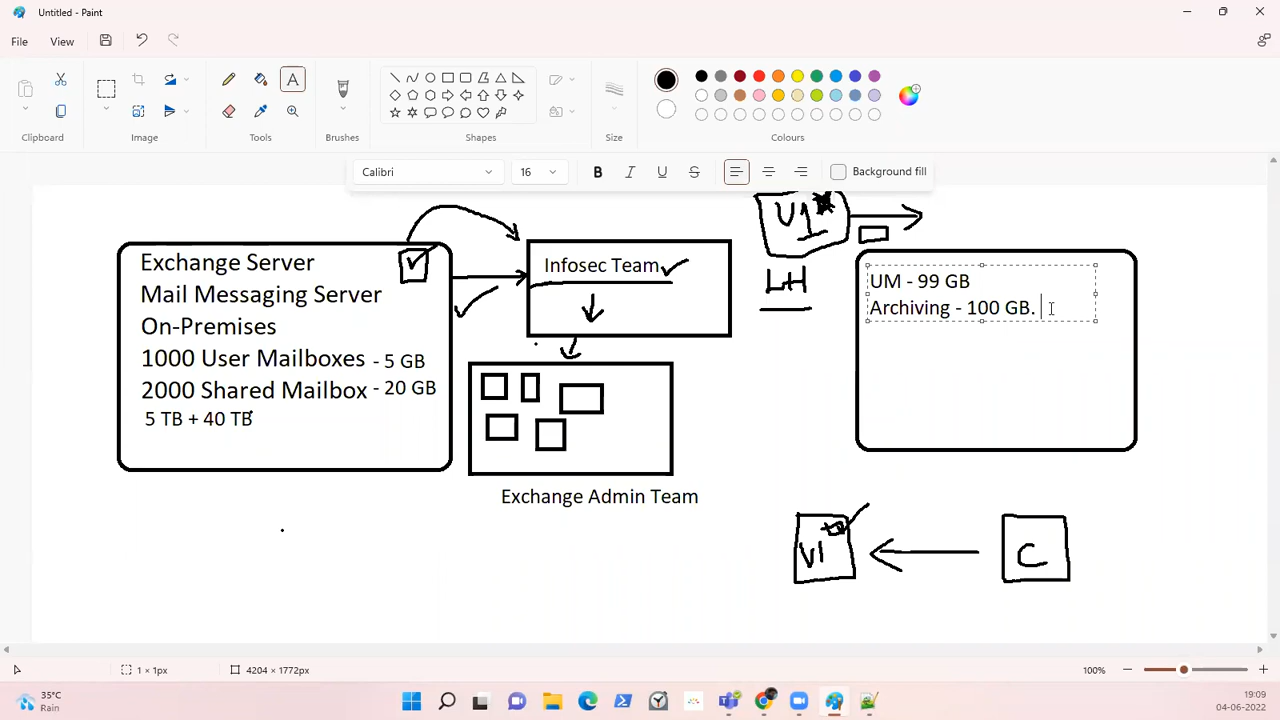 Untitled - Paint
File
View
Clipboard
Image
Tools
Brushes
Shapes
Size
Colours
Calibri
16
B
I
U
S
Background fill
Exchange Server
Mail Messaging Server
On-Premises
1000 User Mailboxes - 5 GB
2000 Shared Mailbox - 20 GB
5 TB + 40 TB
Infosec Team
Exchange Admin Team
U1
LH
UM - 99 GB
Archiving - 100 GB.
V1
C
1 × 1px
4204 × 1772px
100%
35°C
Rain
19:09
04-06-2022